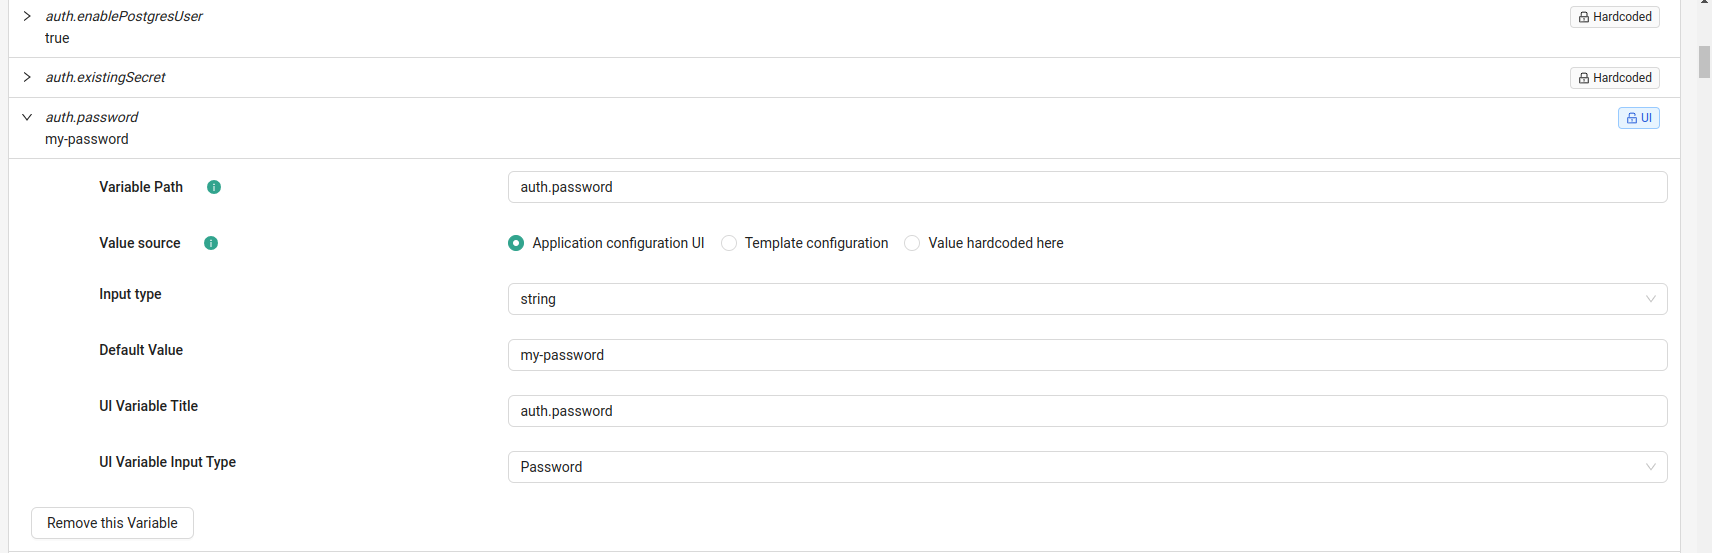 auth.enablePostgresUser
Hardcoded
true
auth.existingSecret
Hardcoded
auth.password
UI
my-password
Variable Path
auth.password
Value source
Application configuration UI
Template configuration
Value hardcoded here
Input type
string
Default Value
my-password
UI Variable Title
auth.password
UI Variable Input Type
Password
Remove this Variable